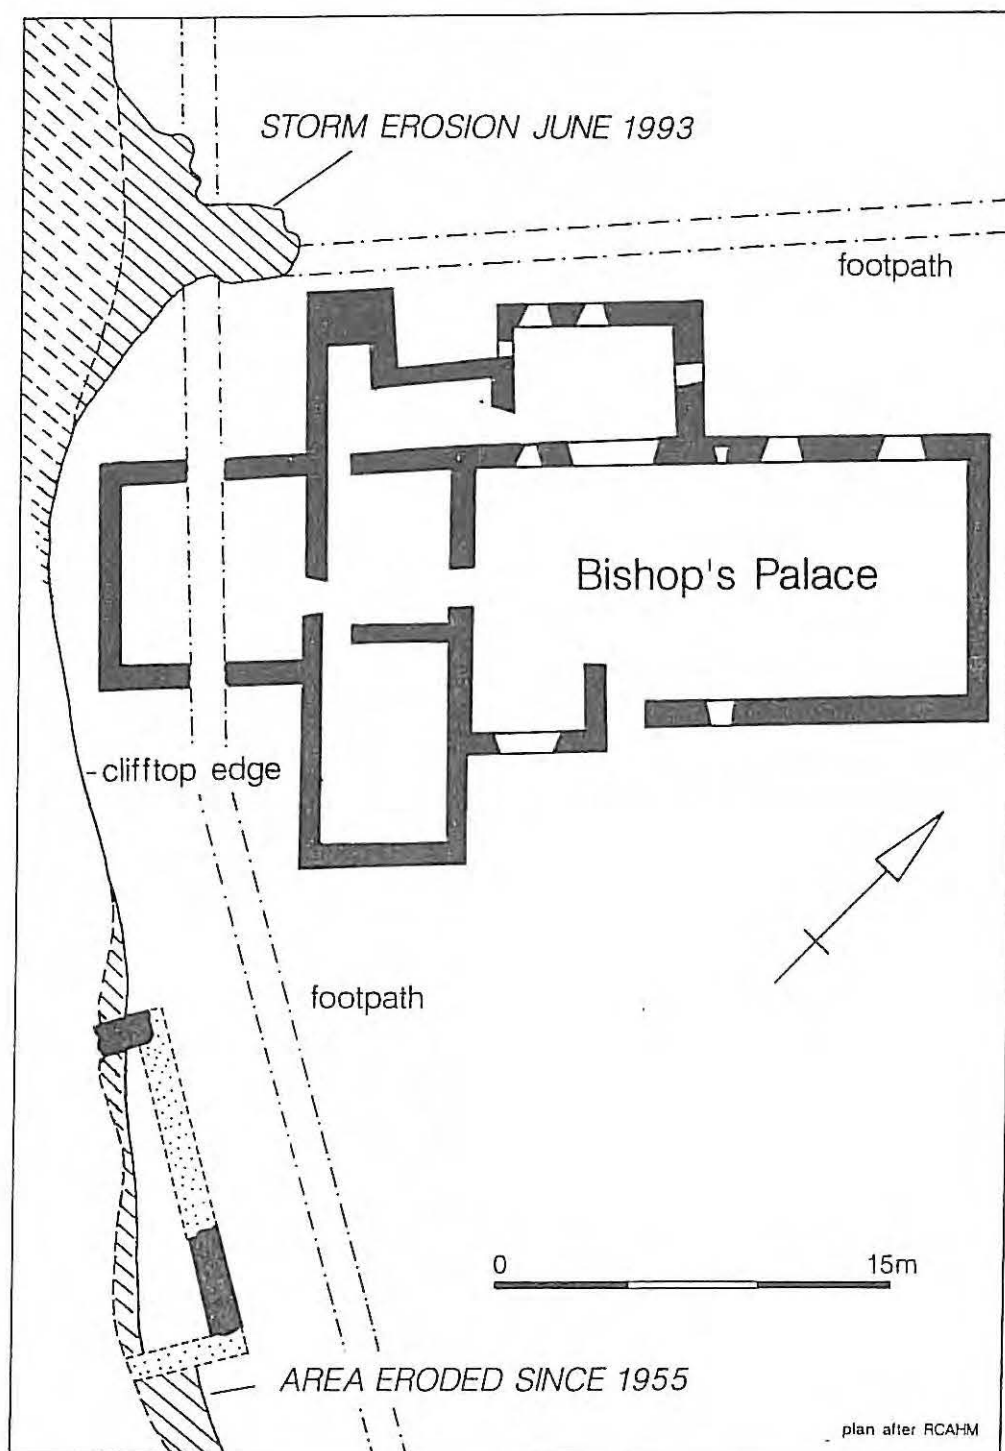 STORM EROSION JUNE 1993
footpath
Bishop's Palace
-clifftop edge
footpath
0 15m
AREA ERODED SINCE 1955
plan after RCAHM